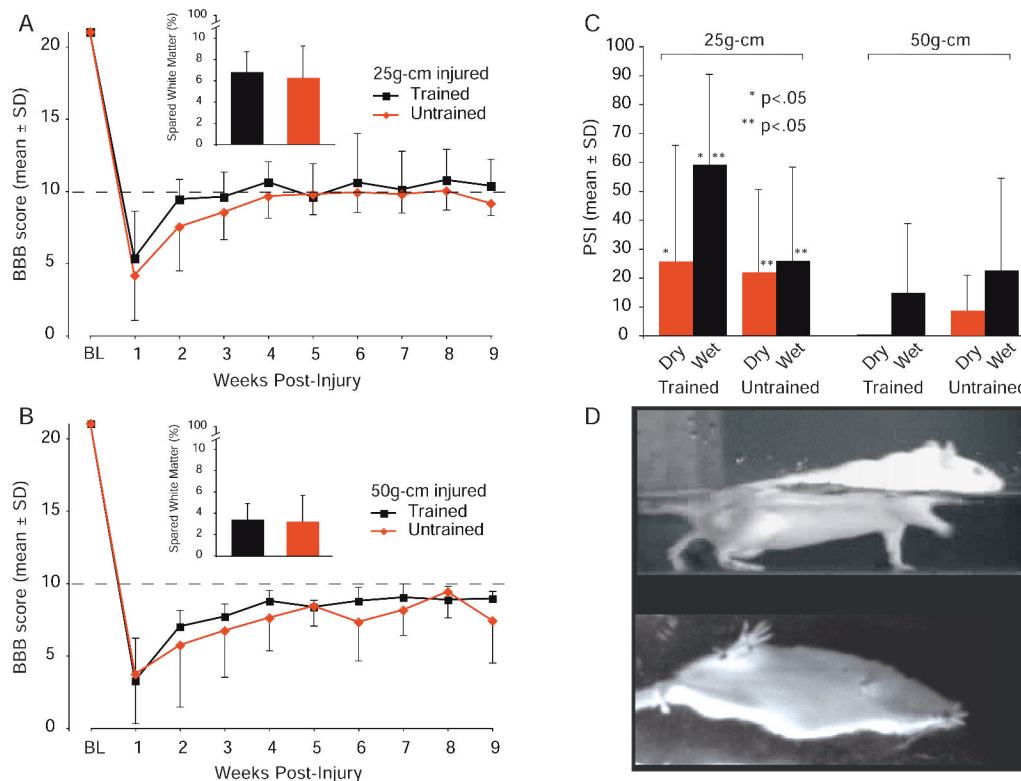 A
20
15
10
5
0
BBB score (mean ± SD)
BL 1 2 3 4 5 6 7 8 9
Weeks Post-Injury
Spared White Matter (%)
100
10
8
6
4
2
0
25g-cm injured
Trained
Untrained
B
20
15
10
5
0
BBB score (mean ± SD)
BL 1 2 3 4 5 6 7 8 9
Weeks Post-Injury
Spared White Matter (%)
100
10
8
6
4
2
0
50g-cm injured
Trained
Untrained
C
25g-cm 50g-cm
100
90
80
70
60
50
40
30
20
10
0
PSI (mean ± SD)
* p<.05
** p<.05
* **
* ** **
Dry Wet Dry Wet Dry Wet Dry Wet
Trained Untrained Trained Untrained
D